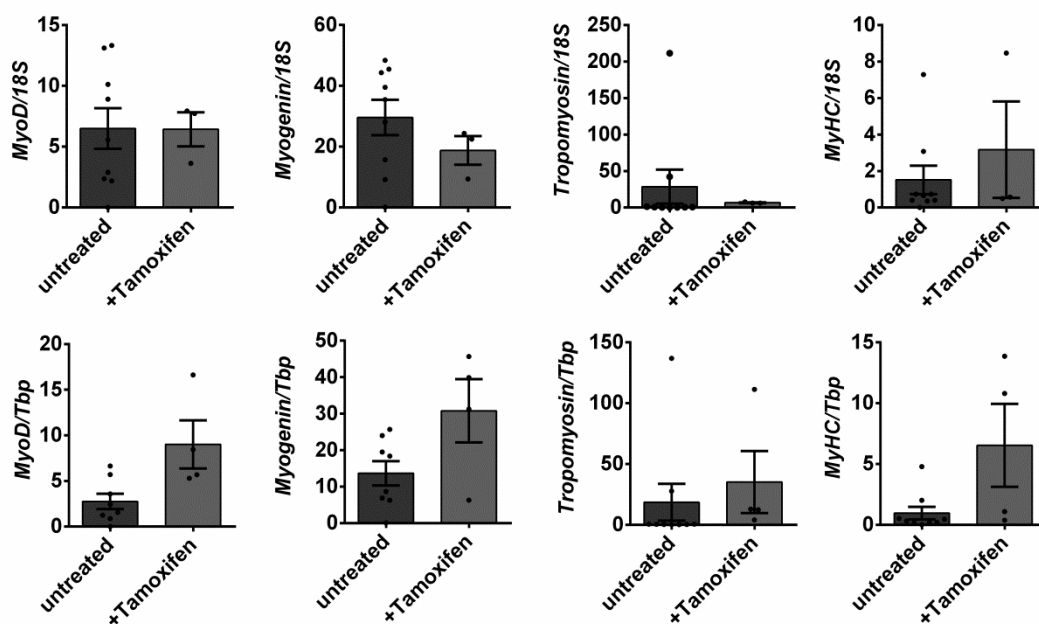 MyoD/18S
15
10
5
0
untreated
+Tamoxifen
Myogenin/18S
60
40
20
0
untreated
+Tamoxifen
Tropomyosin/18S
250
200
150
100
50
0
untreated
+Tamoxifen
MyHC/18S
10
8
6
4
2
0
untreated
+Tamoxifen
MyoD/Tbp
20
15
10
5
0
untreated
+Tamoxifen
Myogenin/Tbp
50
40
30
20
10
0
untreated
+Tamoxifen
Tropomyosin/Tbp
150
100
50
0
untreated
+Tamoxifen
MyHC/Tbp
15
10
5
0
untreated
+Tamoxifen